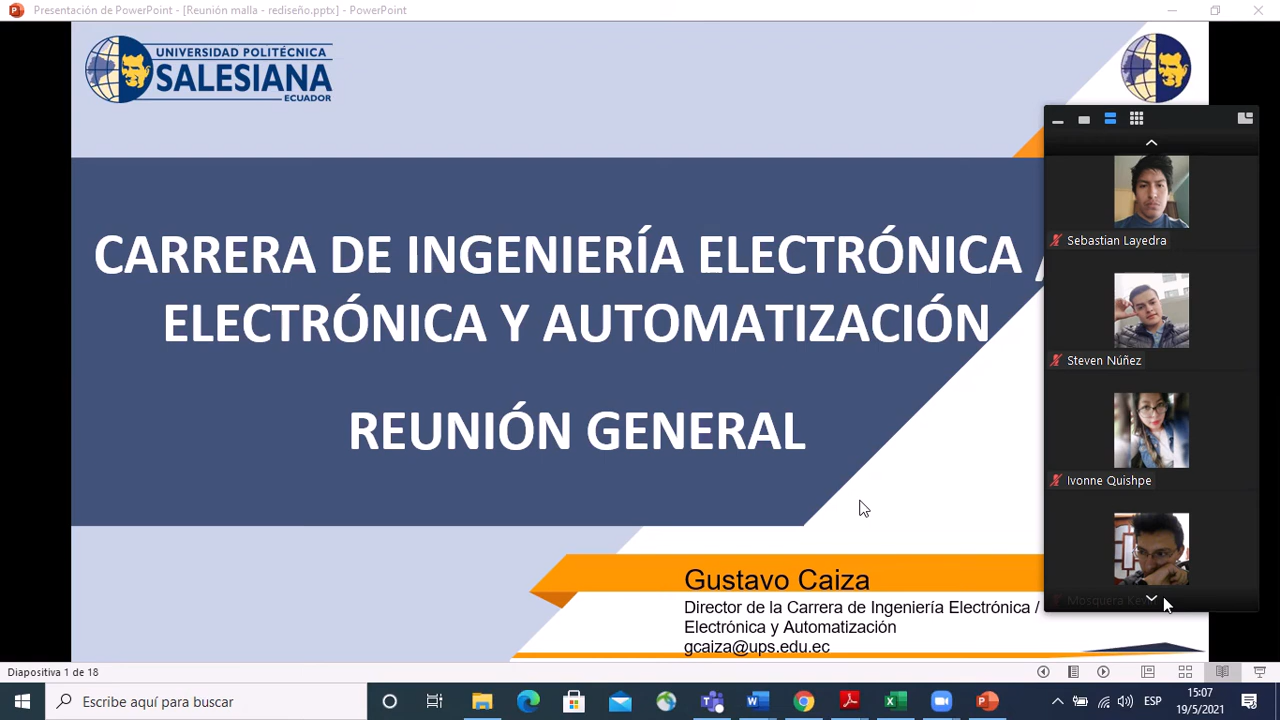 Presentación de PowerPoint - [Reunión malla - rediseño.pptx] - PowerPoint
UNIVERSIDAD POLITÉCNICA
SALESIANA
ECUADOR
CARRERA DE INGENIERÍA ELECTRÓNICA /
ELECTRÓNICA Y AUTOMATIZACIÓN
REUNIÓN GENERAL
Gustavo Caiza
Director de la Carrera de Ingeniería Electrónica /
Electrónica y Automatización
gcaiza@ups.edu.ec
Sebastian Layedra
Steven Núñez
Ivonne Quishpe
Mosquera
Diapositiva 1 de 18
Escribe aquí para buscar
ESP
15:07
19/5/2021